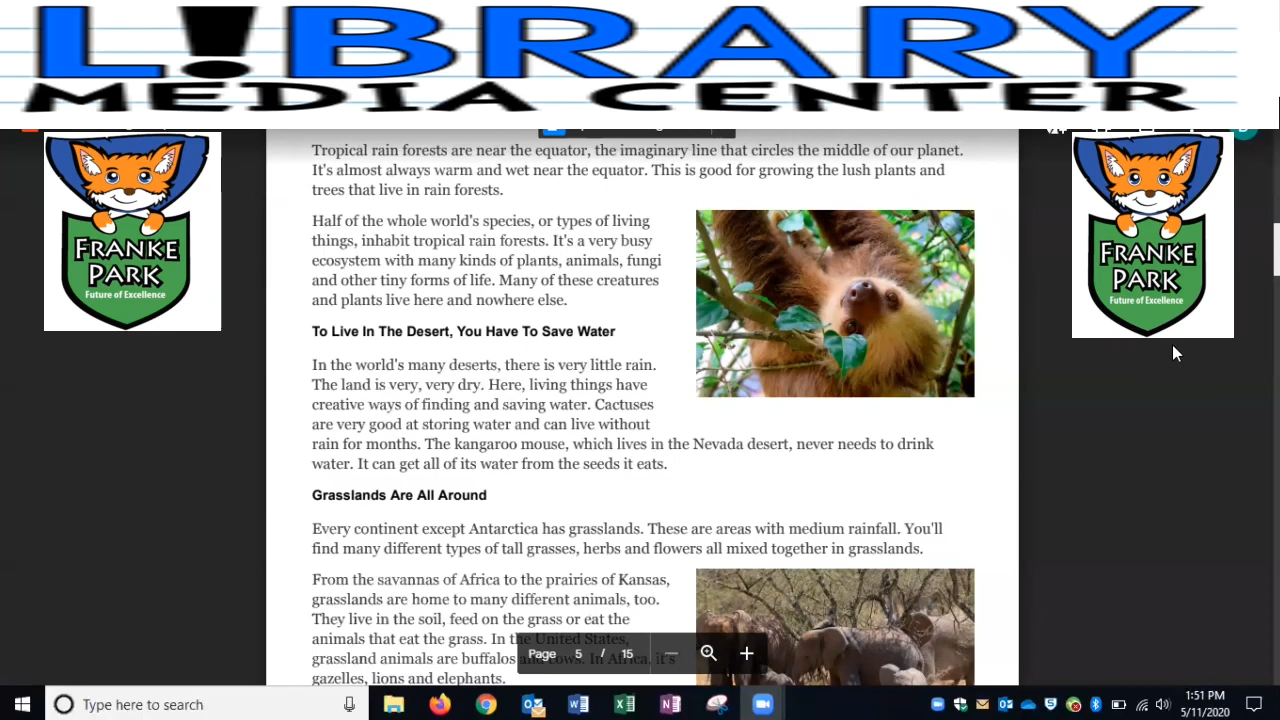 L!BRARY
MEDIA CENTER
FRANKE
PARK
Future of Excellence
FRANKE
PARK
Future of Excellence
Tropical rain forests are near the equator, the imaginary line that circles the middle of our planet.
It's almost always warm and wet near the equator. This is good for growing the lush plants and
trees that live in rain forests.
Half of the whole world's species, or types of living
things, inhabit tropical rain forests. It's a very busy
ecosystem with many kinds of plants, animals, fungi
and other tiny forms of life. Many of these creatures
and plants live here and nowhere else.
To Live In The Desert, You Have To Save Water
In the world's many deserts, there is very little rain.
The land is very, very dry. Here, living things have
creative ways of finding and saving water. Cactuses
are very good at storing water and can live without
rain for months. The kangaroo mouse, which lives in the Nevada desert, never needs to drink
water. It can get all of its water from the seeds it eats.
Grasslands Are All Around
Every continent except Antarctica has grasslands. These are areas with medium rainfall. You'll
find many different types of tall grasses, herbs and flowers all mixed together in grasslands.
From the savannas of Africa to the prairies of Kansas,
grasslands are home to many different animals, too.
They live in the soil, feed on the grass or eat the
animals that eat the grass. In the United States,
grassland animals are buffalos and cows. In Africa, it's
gazelles, lions and elephants.
Page 5 / 15
Type here to search
1:51 PM
5/11/2020